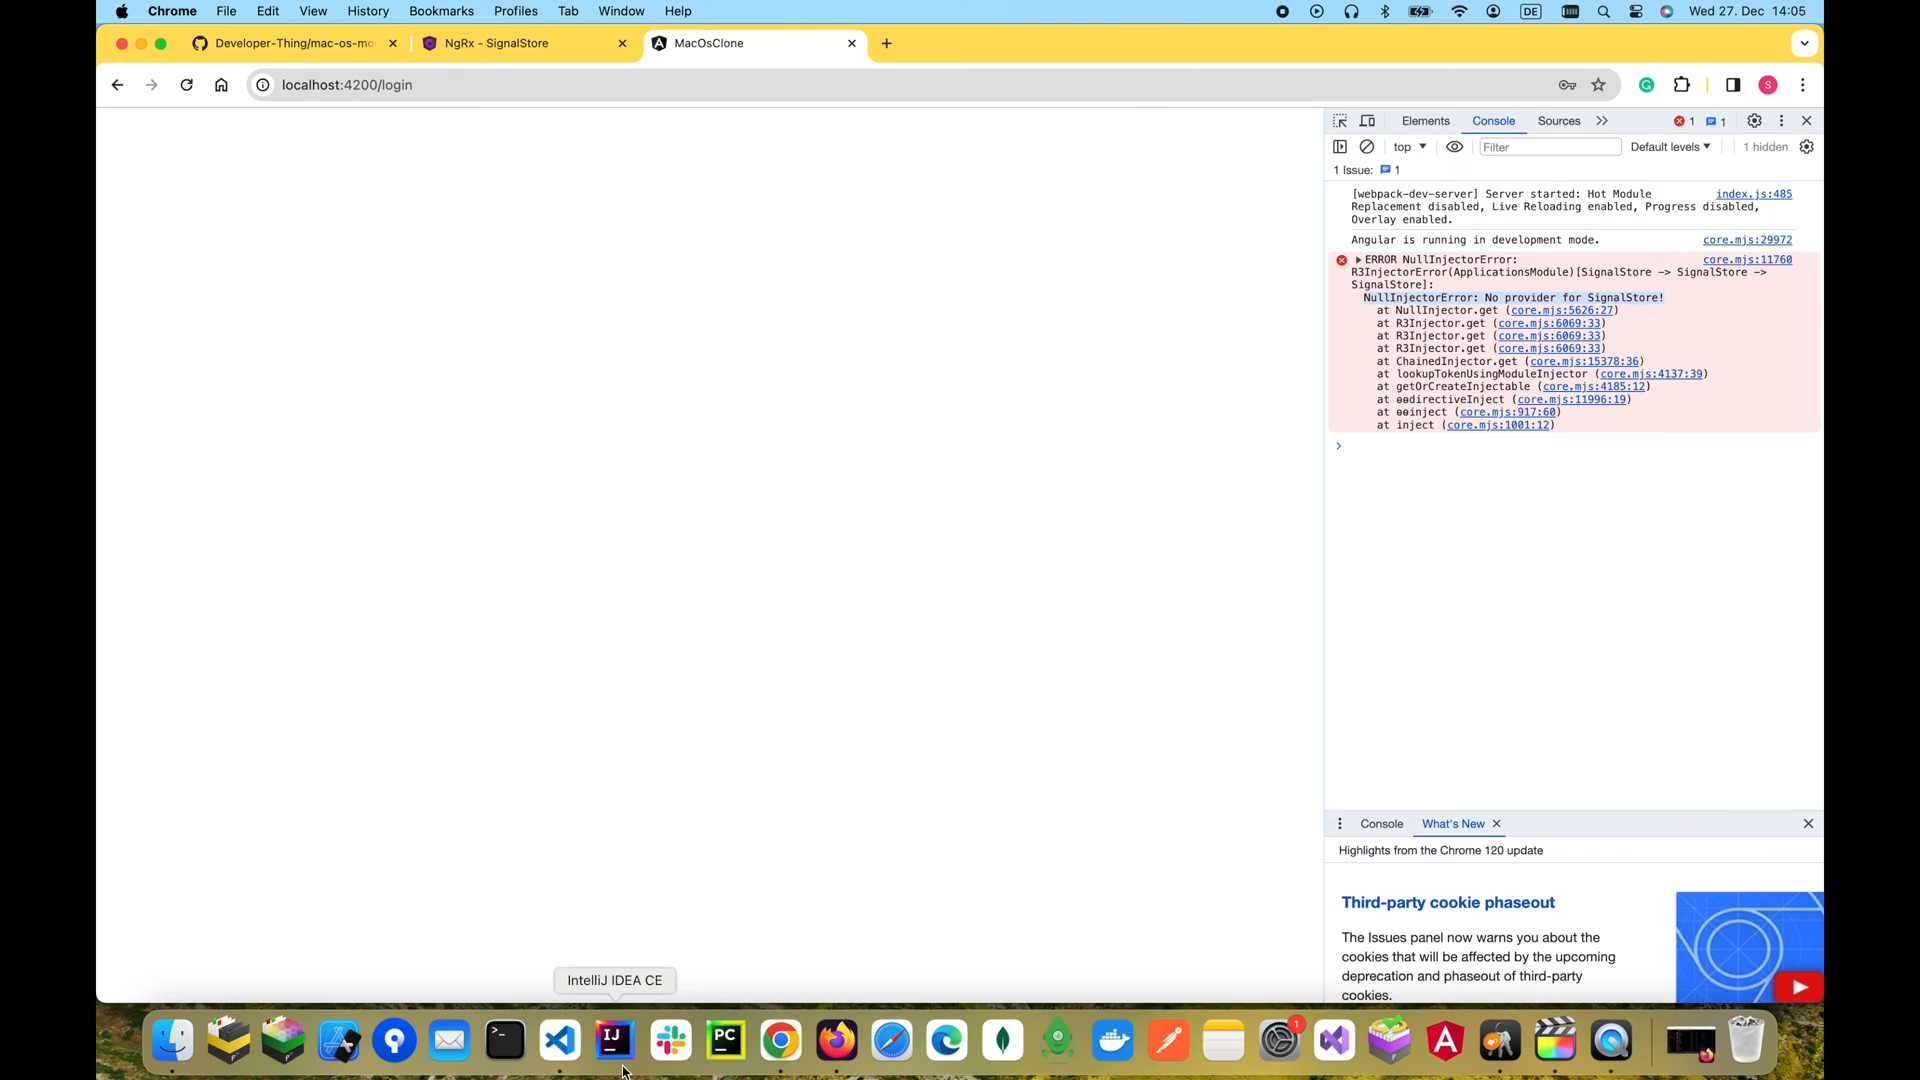 Chrome File Edit View History Bookmarks Profiles Tab Window Help DE Wed 27. Dec 14:05
Developer-Thing/mac-os-mo NgRx - SignalStore MacOsClone
localhost:4200/login S
Elements Console Sources 1 1
top Filter Default levels 1 hidden
1 Issue: 1
[webpack-dev-server] Server started: Hot Module index.js:485
Replacement disabled, Live Reloading enabled, Progress disabled,
Overlay enabled.
Angular is running in development mode. core.mjs:29972
ERROR NullInjectorError: core.mjs:11760
R3InjectorError(ApplicationsModule)[SignalStore -> SignalStore ->
SignalStore]:
NullInjectorError: No provider for SignalStore!
at NullInjector.get (core.mjs:5626:27)
at R3Injector.get (core.mjs:6069:33)
at R3Injector.get (core.mjs:6069:33)
at R3Injector.get (core.mjs:6069:33)
at ChainedInjector.get (core.mjs:15378:36)
at lookupTokenUsingModuleInjector (core.mjs:4137:39)
at getOrCreateInjectable (core.mjs:4185:12)
at ɵɵdirectiveInject (core.mjs:11996:19)
at ɵɵinject (core.mjs:917:60)
at inject (core.mjs:1001:12)
Console What's New
Highlights from the Chrome 120 update
Third-party cookie phaseout
The Issues panel now warns you about the
cookies that will be affected by the upcoming
deprecation and phaseout of third-party
cookies.
IntelliJ IDEA CE
IJ PC 1